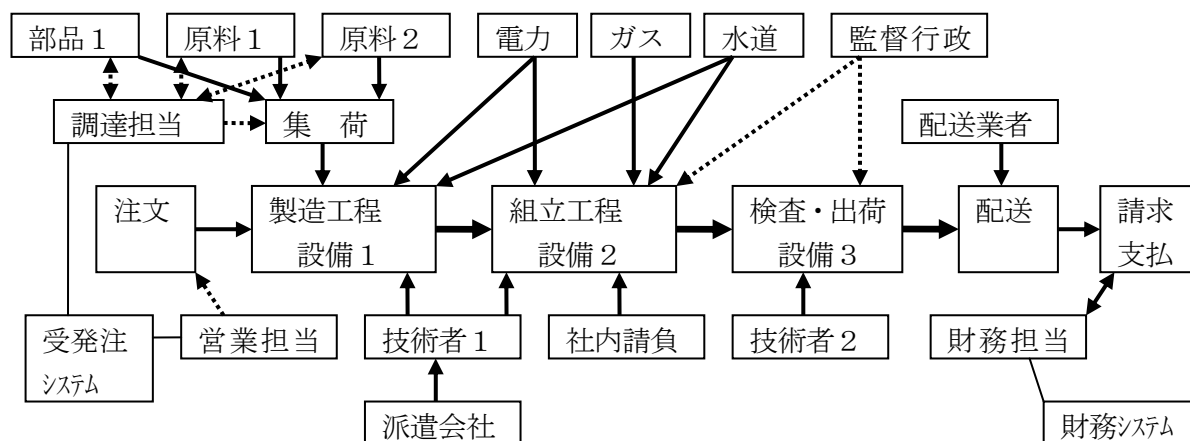 部品１
原料１
原料２
電力
ガス
水道
監督行政
調達担当
集　荷
配送業者
注文
製造工程
設備１
組立工程
設備２
検査・出荷
設備３
配送
請求
支払
受発注
ｼｽﾃﾑ
営業担当
技術者１
社内請負
技術者２
財務担当
派遣会社
財務ｼｽﾃﾑ